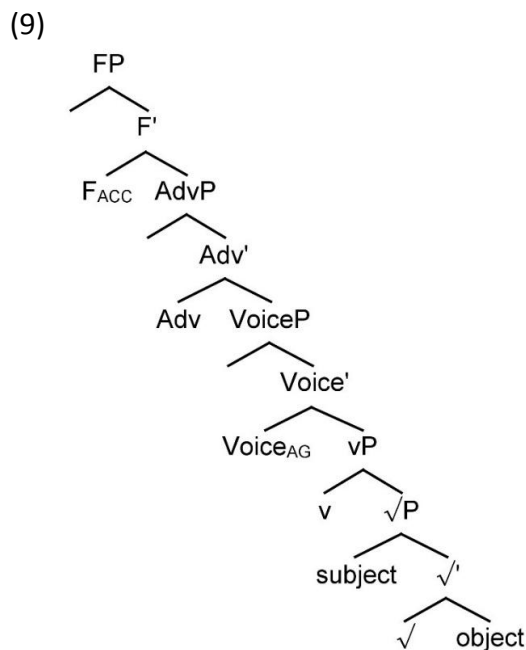 (9)
FP
F'
FACC AdvP
Adv'
Adv VoiceP
Voice'
VoiceAG vP
v √P
subject √'
√ object